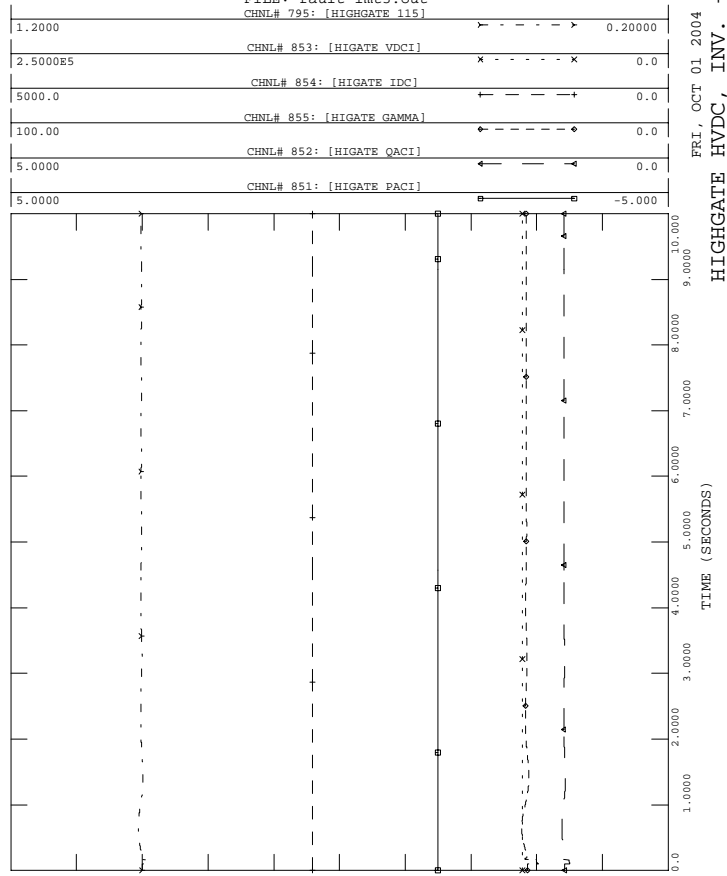 FILE: fault imts.out
CHNL# 795: [HIGHGATE 115]
1.2000 0.20000
CHNL# 853: [HIGATE VDCI]
2.5000E5 0.0
CHNL# 854: [HIGATE IDC]
5000.0 0.0
CHNL# 855: [HIGATE GAMMA]
100.00 0.0
CHNL# 852: [HIGATE QACI]
5.0000 0.0
CHNL# 851: [HIGATE PACI]
5.0000 -5.000
10.000
9.0000
8.0000
7.0000
6.0000
5.0000
4.0000
3.0000
2.0000
1.0000
0.0
TIME (SECONDS)
FRI, OCT 01 2004
HIGHGATE HVDC, INV. -